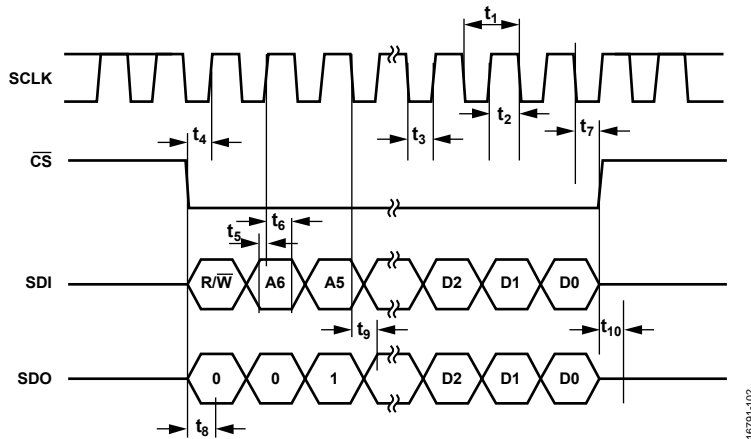 t1
SCLK
t4
t3
t2
t7
CS
t5
t6
SDI
R/W
A6
A5
D2
D1
D0
t9
t10
SDO
0
0
1
D2
D1
D0
t8
16791-102